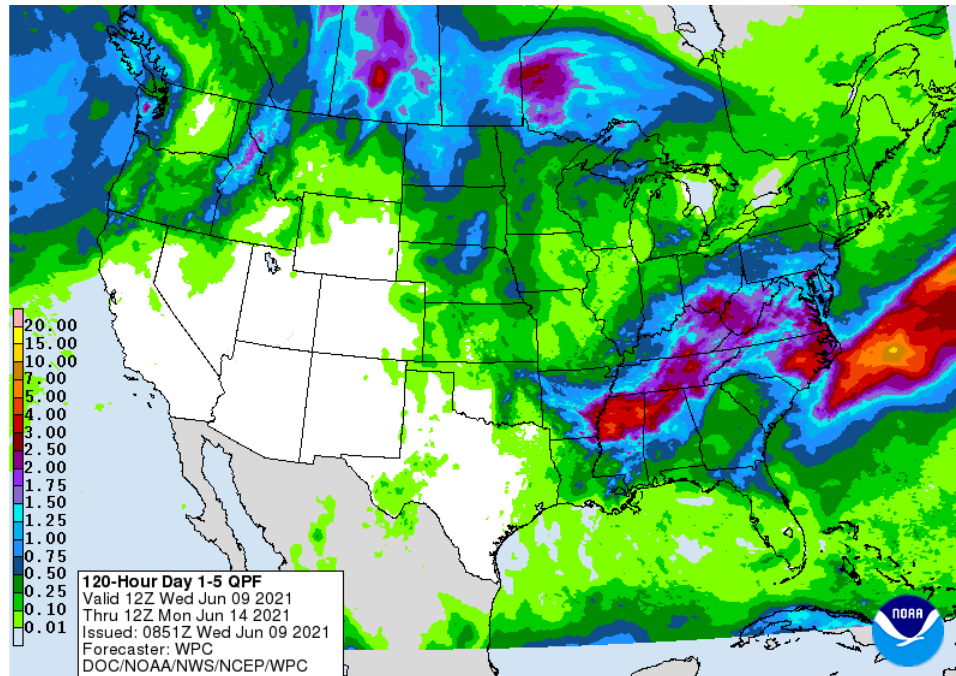 20.00
15.00
10.00
7.00
5.00
4.00
3.00
2.50
2.00
1.75
1.50
1.25
1.00
0.75
0.50
0.25
0.10
0.01
120-Hour Day 1-5 QPF
Valid 12Z Wed Jun 09 2021
Thru 12Z Mon Jun 14 2021
Issued: 0851Z Wed Jun 09 2021
Forecaster: WPC
DOC/NOAA/NWS/NCEP/WPC
NOAA